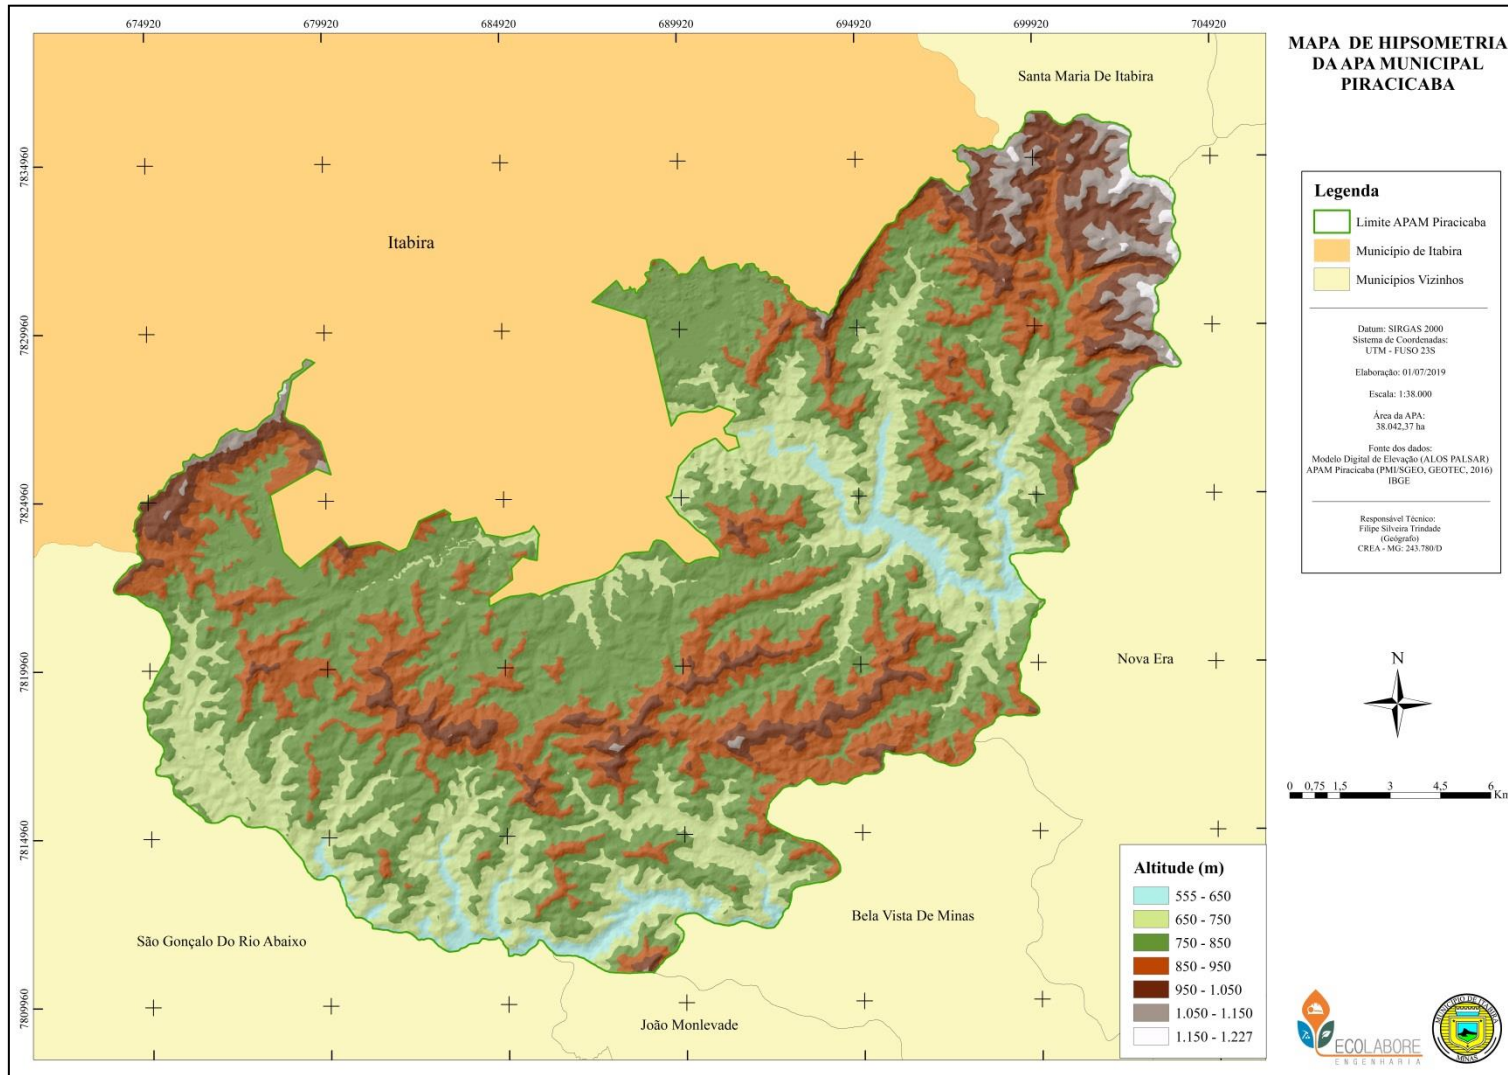 MAPA DE HIPSOMETRIA
DA APA MUNICIPAL
PIRACICABA
674920
679920
684920
689920
694920
699920
704920
7834960
7829960
7824960
7819960
7814960
7809960
Santa Maria De Itabira
Itabira
Nova Era
Bela Vista De Minas
São Gonçalo Do Rio Abaixo
João Monlevade
Legenda
Limite APAM Piracicaba
Município de Itabira
Municípios Vizinhos
Datum: SIRGAS 2000
Sistema de Coordenadas:
UTM - FUSO 23S
Elaboração: 01/07/2019
Escala: 1:38.000
Área da APA:
38.042,37 ha
Fonte dos dados:
Modelo Digital de Elevação (ALOS PALSAR)
APAM Piracicaba (PMI/SGEO, GEOTEC, 2016)
IBGE
Responsável Técnico:
Filipe Silveira Trindade
(Geógrafo)
CREA - MG: 243.780/D
N
0 0,75 1,5 3 4,5 6
Km
Altitude (m)
555 - 650
650 - 750
750 - 850
850 - 950
950 - 1.050
1.050 - 1.150
1.150 - 1.227
ECOLABORE
ENGENHARIA
MUNICÍPIO DE ITABIRA
MINAS